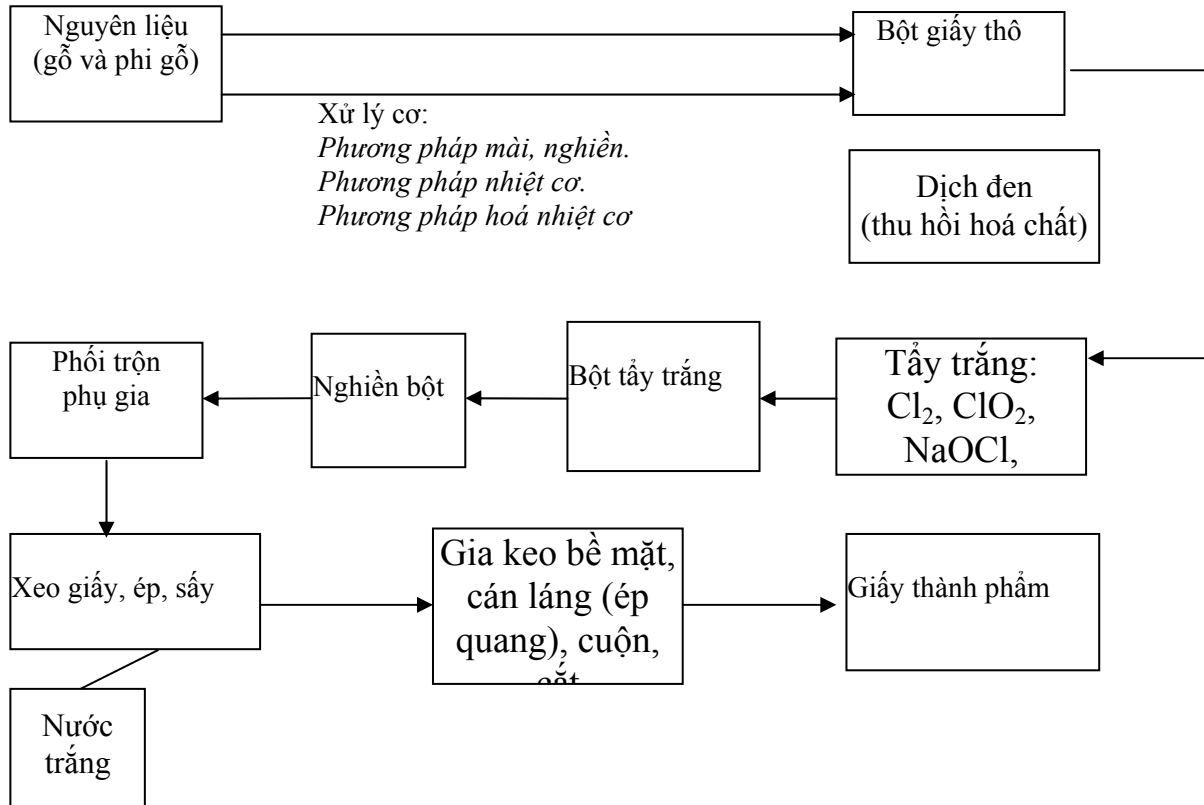 Nguyên liệu
(gỗ và phi gỗ)
Bột giấy thô
Xử lý cơ:
Phương pháp mài, nghiền.
Phương pháp nhiệt cơ.
Phương pháp hoá nhiệt cơ
Dịch đen
(thu hồi hoá chất)
Phối trộn
phụ gia
Nghiền bột
Bột tẩy trắng
Tẩy trắng:
Cl₂, ClO₂,
NaOCl,
Xeo giấy, ép, sấy
Gia keo bề mặt,
cán láng (ép
quang), cuộn,
cắt
Giấy thành phẩm
Nước
trắng